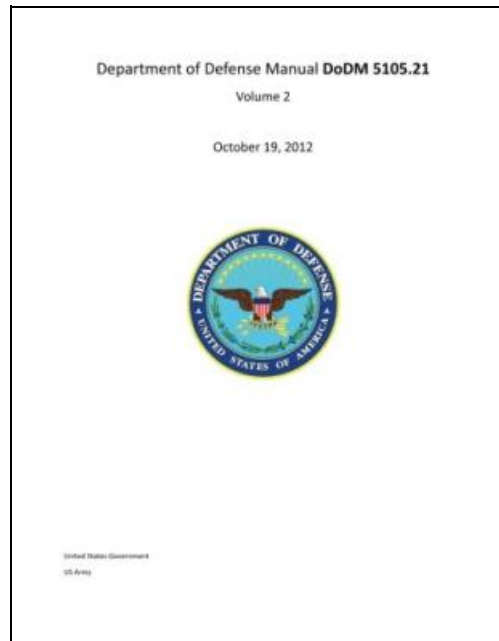 Department of Defense Manual DoDM 5105.21
Volume 2
October 19, 2012
DEPARTMENT OF DEFENSE
UNITED STATES OF AMERICA
United States Government
US Army